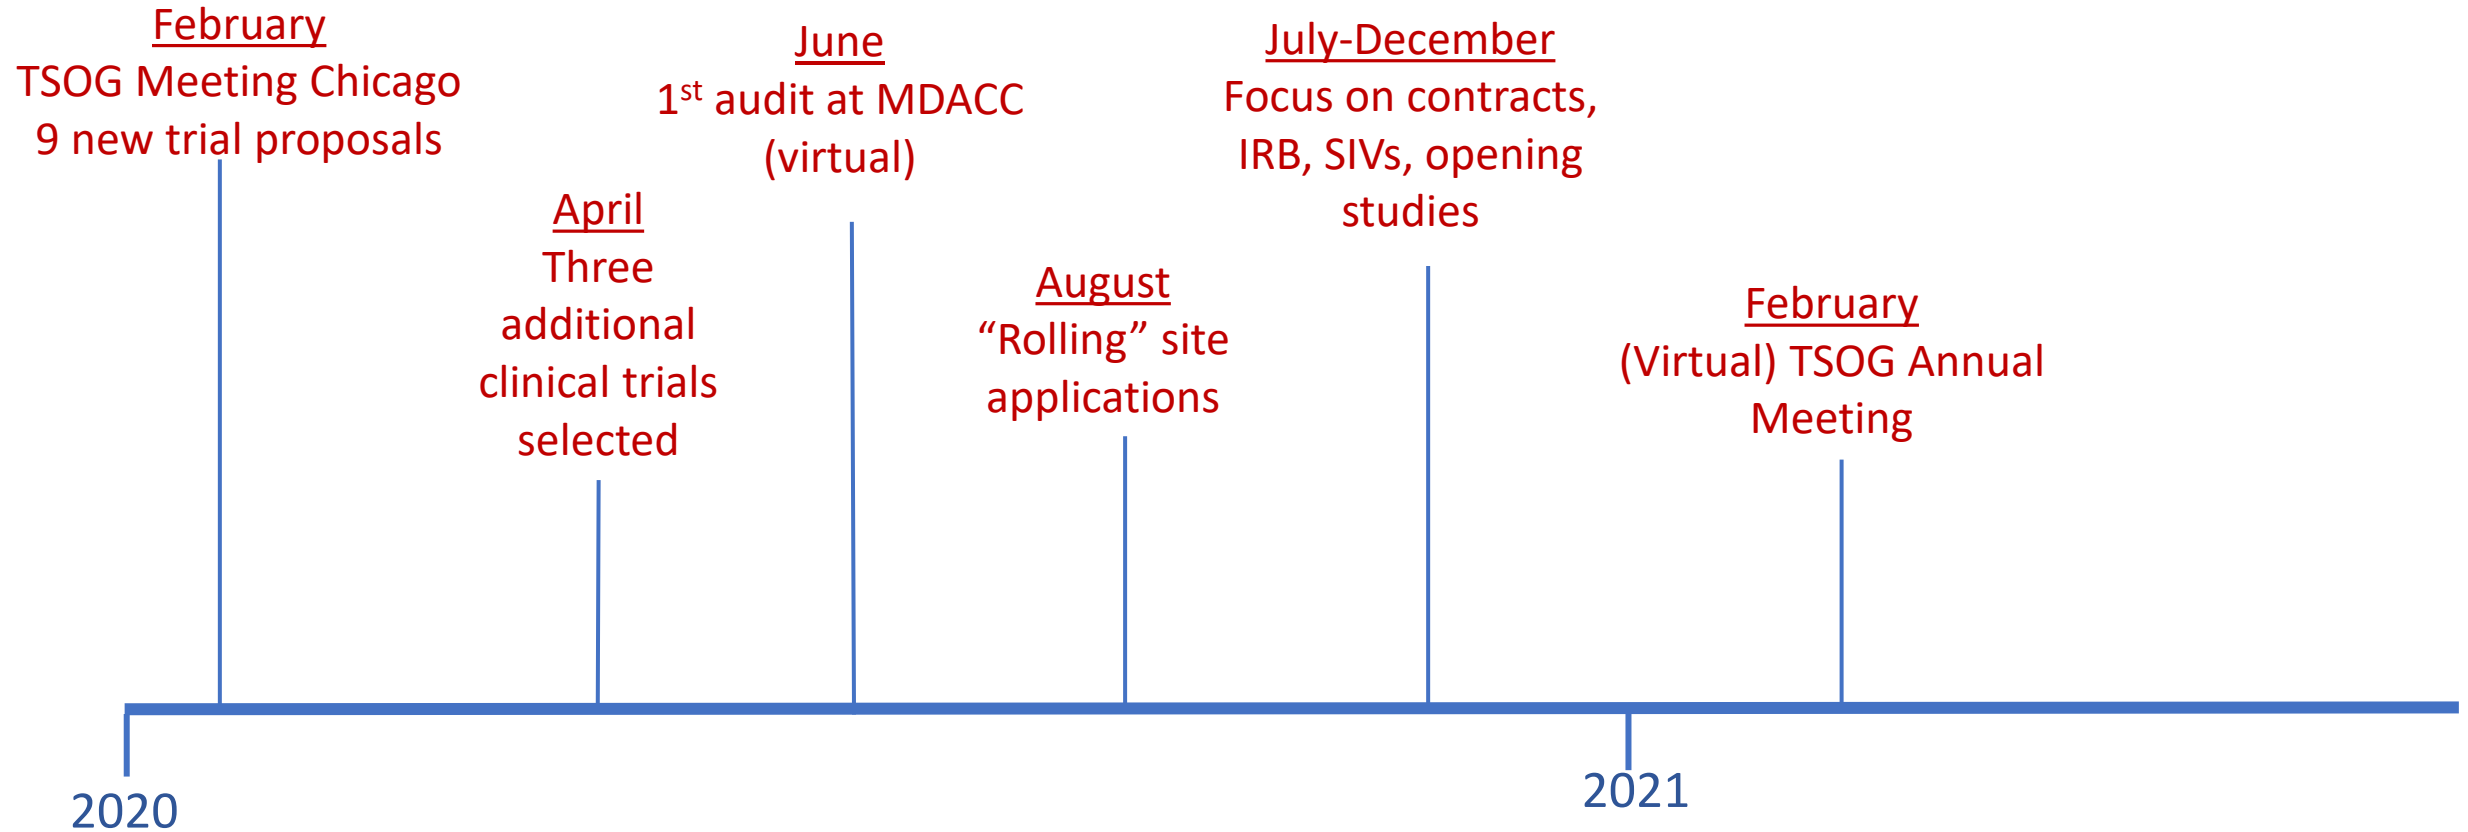 February
TSOG Meeting Chicago
9 new trial proposals
April
Three
additional
clinical trials
selected
June
1st audit at MDACC
(virtual)
August
“Rolling” site
applications
July-December
Focus on contracts,
IRB, SIVs, opening
studies
February
(Virtual) TSOG Annual
Meeting
2020
2021